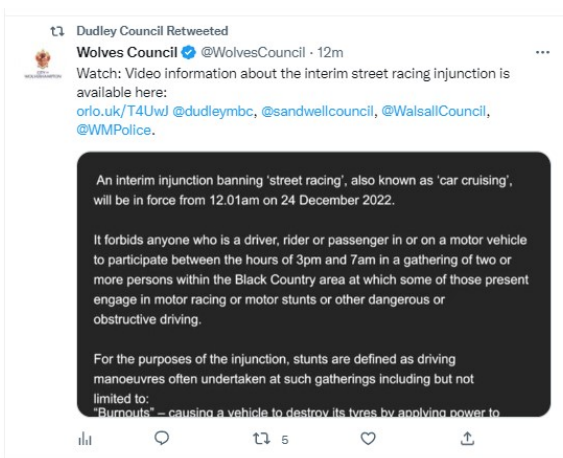 Dudley Council Retweeted
Wolves Council @WolvesCouncil · 12m
Watch: Video information about the interim street racing injunction is
available here:
orlo.uk/T4UwJ @dudleymbc, @sandwellcouncil, @WalsallCouncil,
@WMPolice.
An interim injunction banning 'street racing', also known as 'car cruising',
will be in force from 12.01am on 24 December 2022.
It forbids anyone who is a driver, rider or passenger in or on a motor vehicle
to participate between the hours of 3pm and 7am in a gathering of two or
more persons within the Black Country area at which some of those present
engage in motor racing or motor stunts or other dangerous or
obstructive driving.
For the purposes of the injunction, stunts are defined as driving
manoeuvres often undertaken at such gatherings including but not
limited to:
"Burnouts" – causing a vehicle to destroy its tyres by applying power to
5